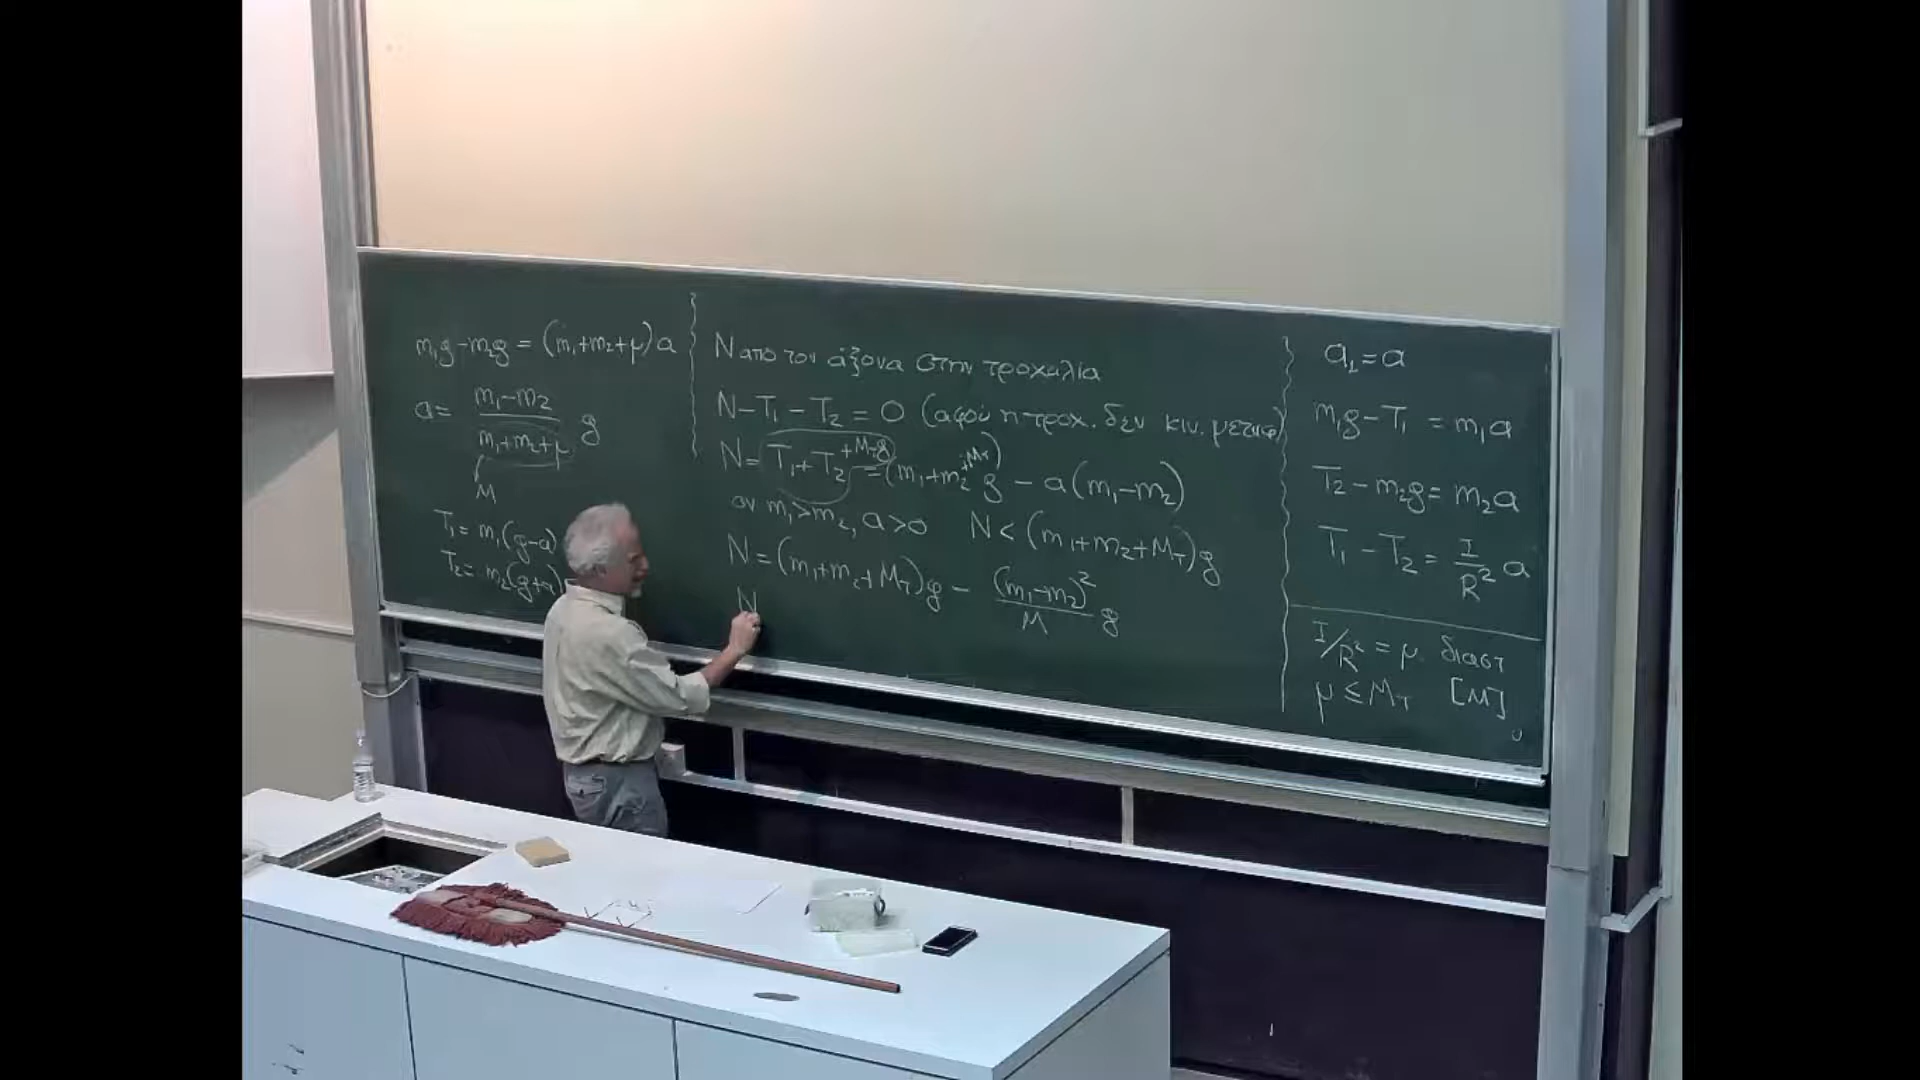 m₁g-m₂g = (m₁+m₂+μ)a
a = (m₁-m₂)/(m₁+m₂+μ) g
M
T₁ = m₁(g-a)
T₂ = m₂(g+
N από τον άξονα στην τροχαλία
N-T₁-T₂ = 0 (αφού η τροχ. δεν κιν. μεταφ)
N = T₁+T₂ +M_T g = (m₁+m₂+M_T)g - a(m₁-m₂)
αν m₁>m₂, a>0 N < (m₁+m₂+M_T)g
N = (m₁+m₂+M_T)g - (m₁-m₂)²/M g
N
a₁=a
m₁g-T₁ = m₁a
T₂-m₂g = m₂a
T₁-T₂ = I/R² a
I/R² = μ διαστ
μ ≤ M_T [M]